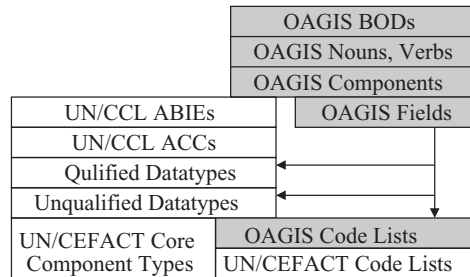 OAGIS BODs
OAGIS Nouns, Verbs
OAGIS Components
UN/CCL ABIEs
OAGIS Fields
UN/CCL ACCs
Qulified Datatypes
Unqualified Datatypes
UN/CEFACT Core
Component Types
OAGIS Code Lists
UN/CEFACT Code Lists